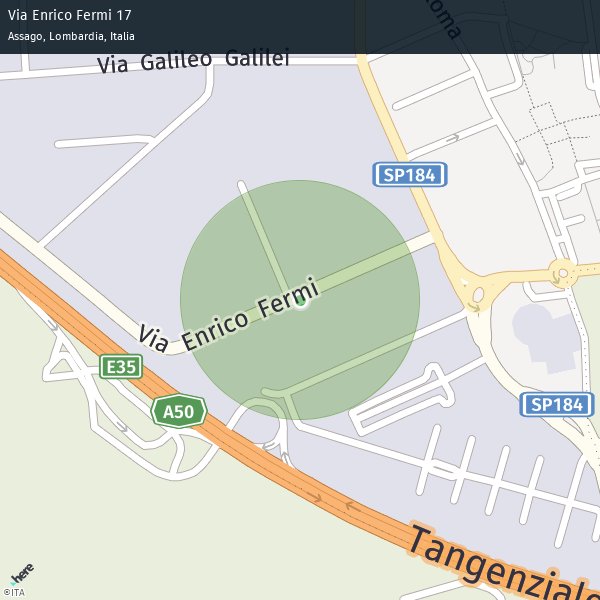 Via Enrico Fermi 17
Assago, Lombardia, Italia
Via Galileo Galilei
SP184
Via Enrico Fermi
E35
A50
SP184
Tangenziale
here
©ITA